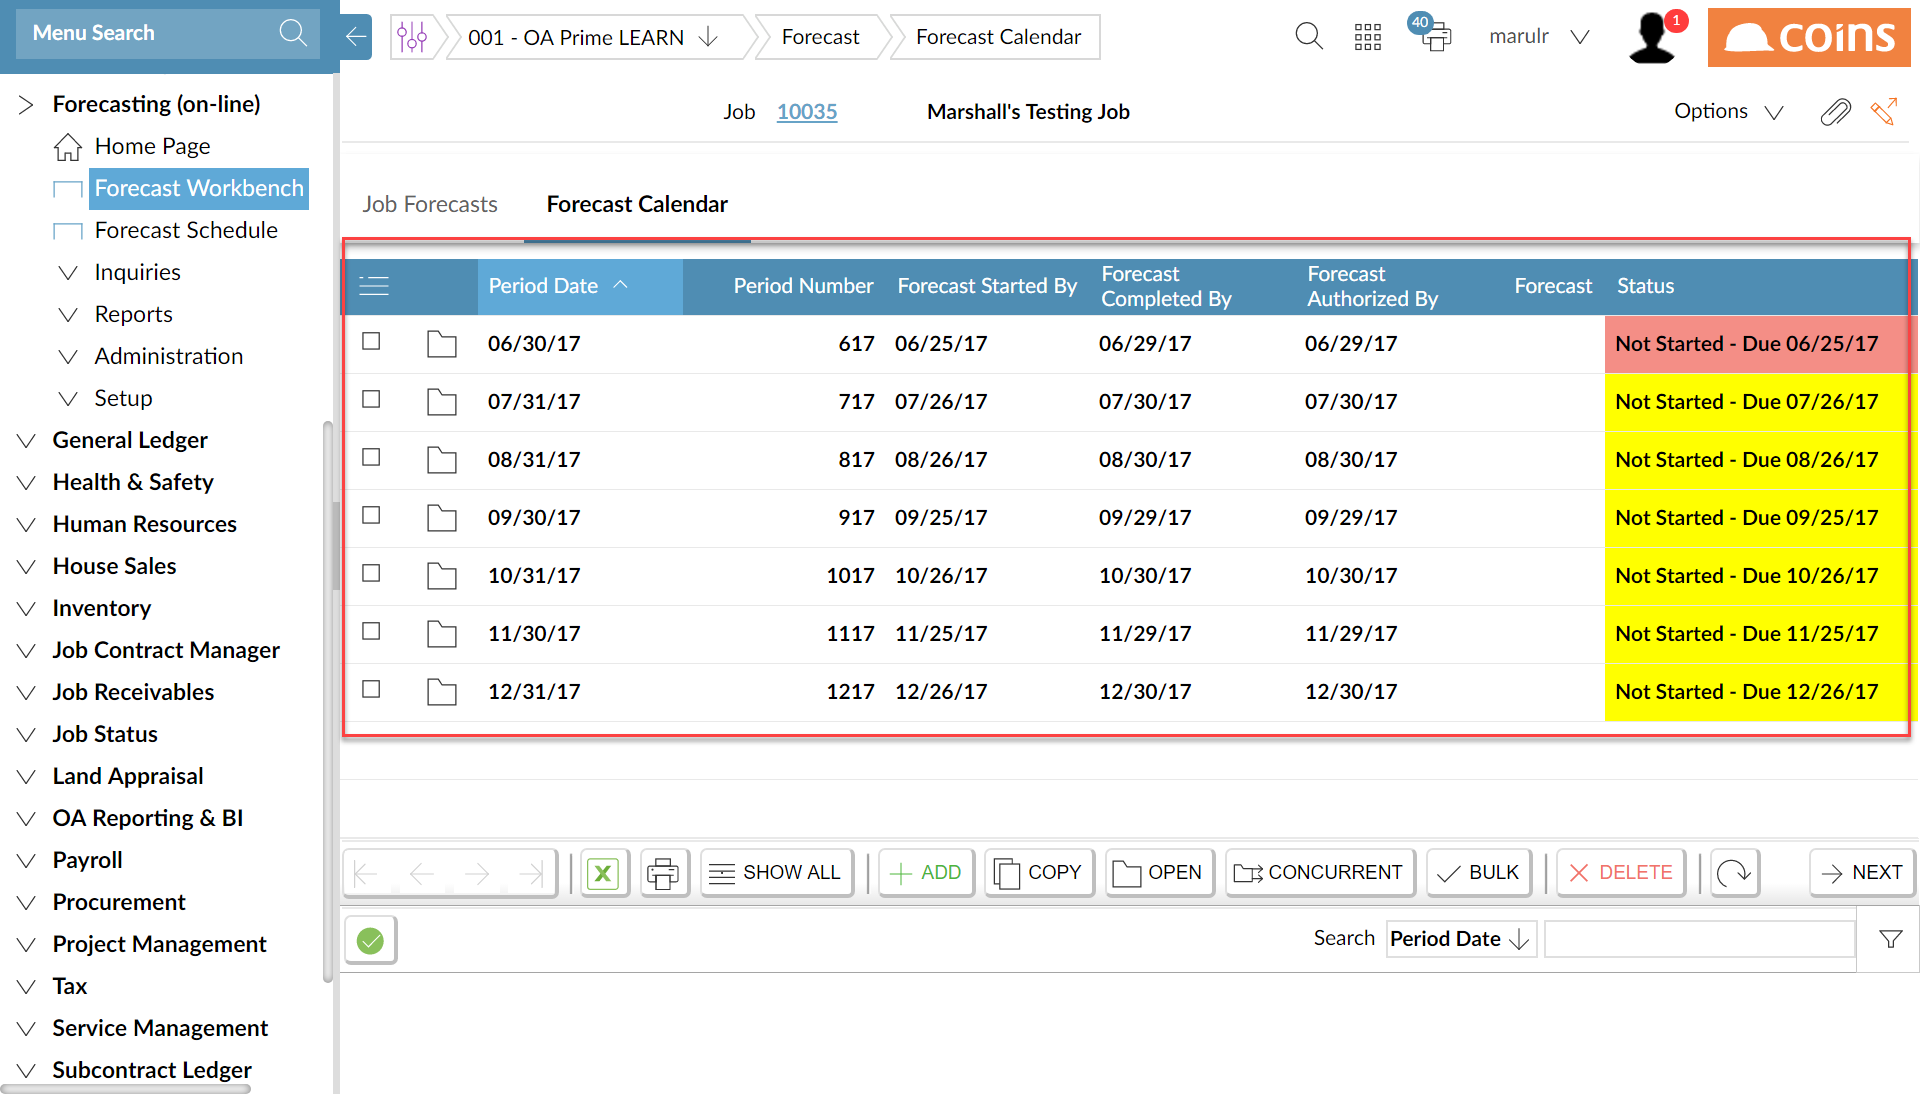 Menu Search
001 - OA Prime LEARN
Forecast
Forecast Calendar
40
marulr
1
coins
Forecasting (on-line)
Home Page
Forecast Workbench
Forecast Schedule
Inquiries
Reports
Administration
Setup
General Ledger
Health & Safety
Human Resources
House Sales
Inventory
Job Contract Manager
Job Receivables
Job Status
Land Appraisal
OA Reporting & BI
Payroll
Procurement
Project Management
Tax
Service Management
Subcontract Ledger
Job 10035 Marshall's Testing Job
Options
Job Forecasts Forecast Calendar
Period Date Period Number Forecast Started By Forecast Completed By Forecast Authorized By Forecast Status
06/30/17 617 06/25/17 06/29/17 06/29/17 Not Started - Due 06/25/17
07/31/17 717 07/26/17 07/30/17 07/30/17 Not Started - Due 07/26/17
08/31/17 817 08/26/17 08/30/17 08/30/17 Not Started - Due 08/26/17
09/30/17 917 09/25/17 09/29/17 09/29/17 Not Started - Due 09/25/17
10/31/17 1017 10/26/17 10/30/17 10/30/17 Not Started - Due 10/26/17
11/30/17 1117 11/25/17 11/29/17 11/29/17 Not Started - Due 11/25/17
12/31/17 1217 12/26/17 12/30/17 12/30/17 Not Started - Due 12/26/17
X SHOW ALL ADD COPY OPEN CONCURRENT BULK DELETE NEXT
Search Period Date